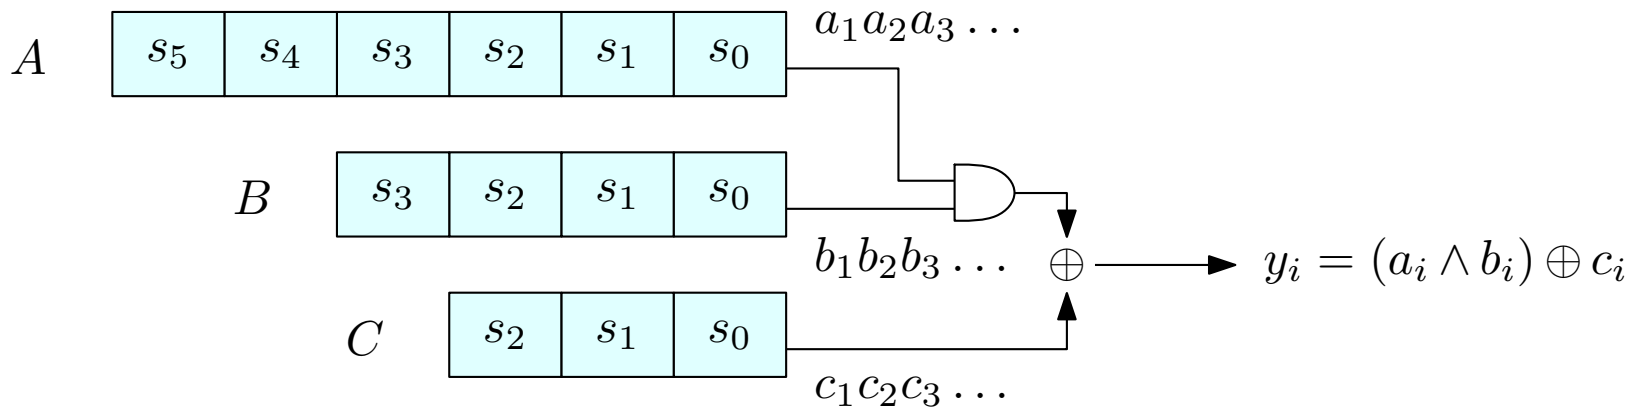 a₁a₂a₃ …
A s₅ s₄ s₃ s₂ s₁ s₀
B s₃ s₂ s₁ s₀
b₁b₂b₃ …
⊕ yᵢ = (aᵢ ∧ bᵢ) ⊕ cᵢ
C s₂ s₁ s₀
c₁c₂c₃ …